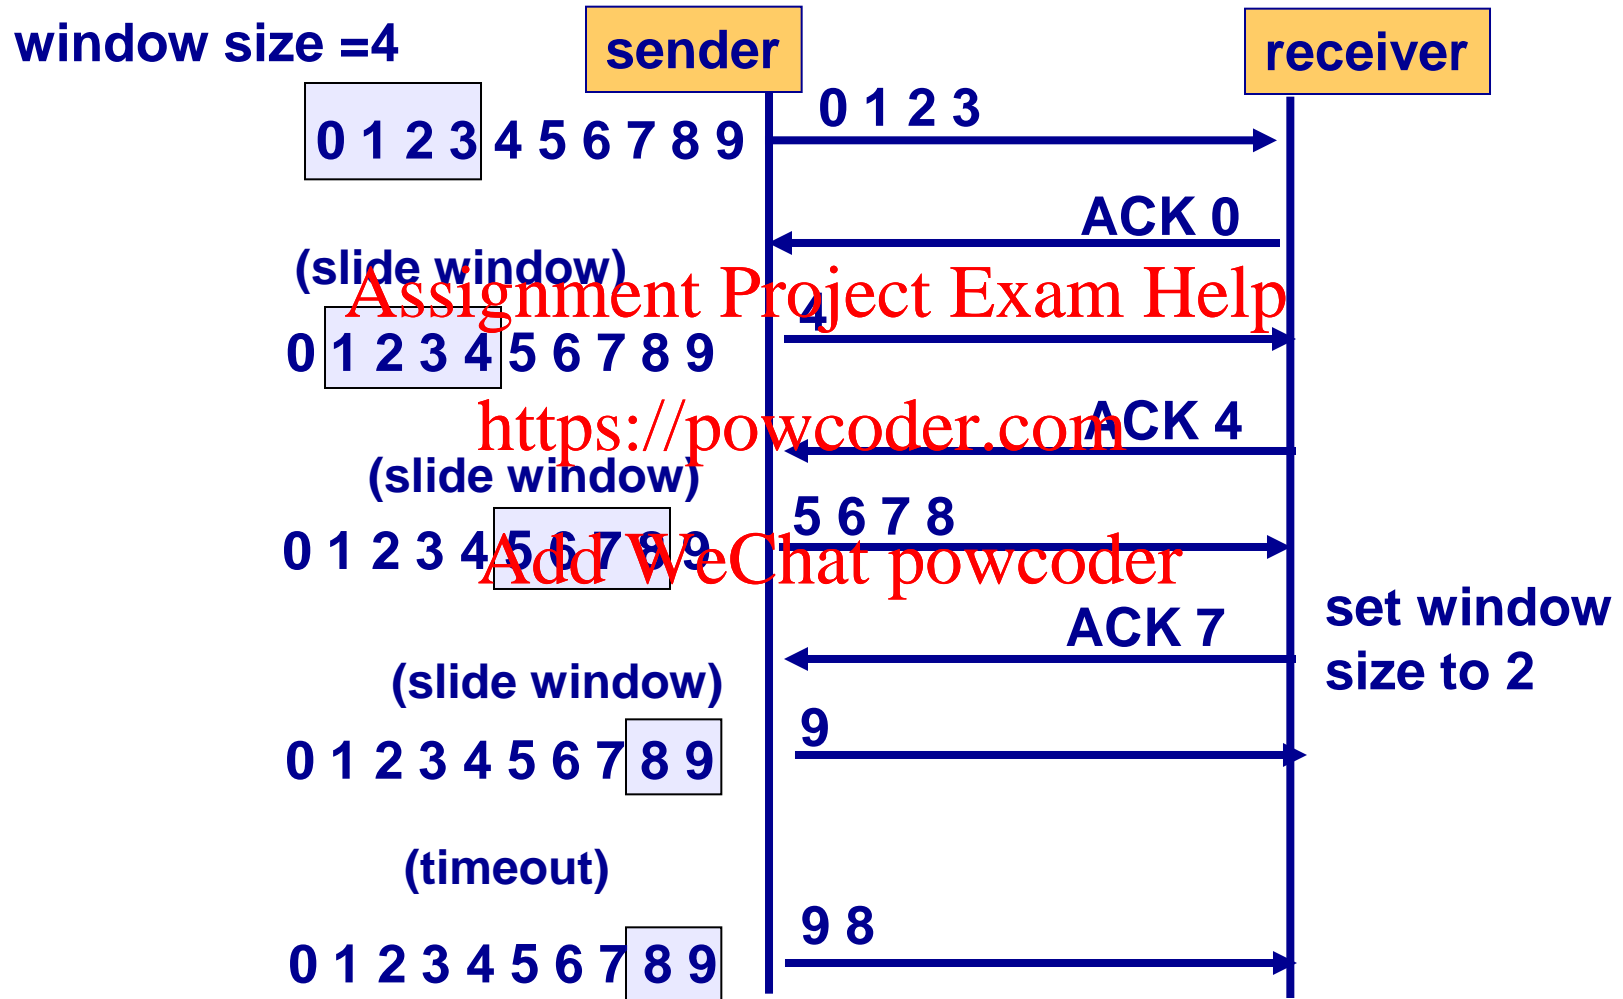 window size =4
sender
receiver
0 1 2 3 4 5 6 7 8 9
0 1 2 3
ACK 0
(slide window)
Assignment Project Exam Help
4
0 1 2 3 4 5 6 7 8 9
ACK 4
https://powcoder.com
(slide window)
5 6 7 8
0 1 2 3 4 5 6 7 8 9
Add WeChat powcoder
ACK 7
set window
size to 2
(slide window)
9
0 1 2 3 4 5 6 7 8 9
(timeout)
9 8
0 1 2 3 4 5 6 7 8 9